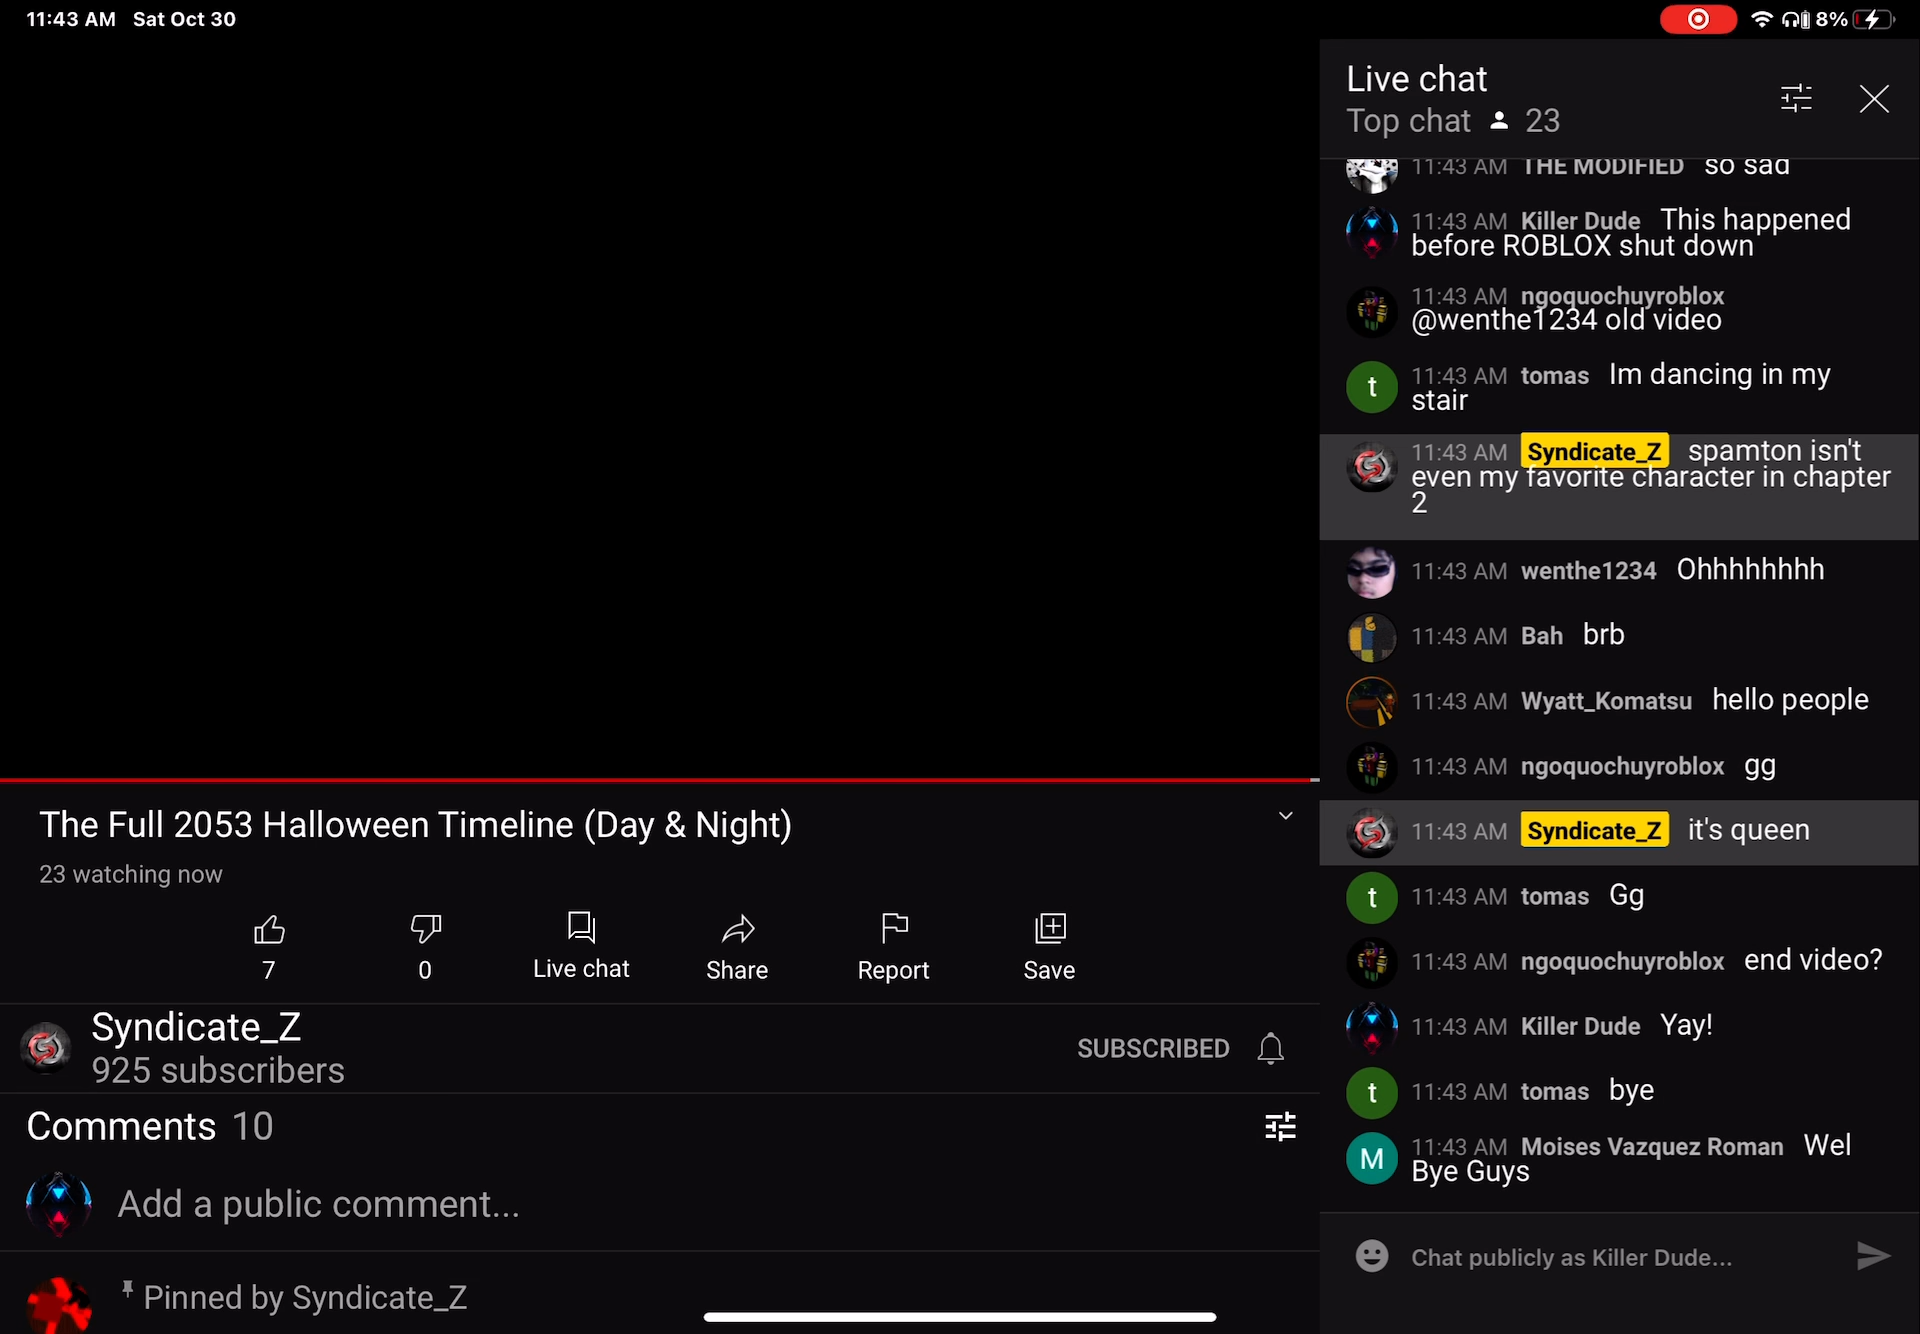 11:43 AM Sat Oct 30
8%
Live chat
Top chat 23
11:43 AM THE MODIFIED so sad
11:43 AM Killer Dude This happened
before ROBLOX shut down
11:43 AM ngoquochuyroblox
@wenthe1234 old video
t
11:43 AM tomas Im dancing in my
stair
11:43 AM Syndicate_Z spamton isn't
even my favorite character in chapter
2
11:43 AM wenthe1234 Ohhhhhhhh
11:43 AM Bah brb
11:43 AM Wyatt_Komatsu hello people
11:43 AM ngoquochuyroblox gg
11:43 AM Syndicate_Z it's queen
t 11:43 AM tomas Gg
11:43 AM ngoquochuyroblox end video?
11:43 AM Killer Dude Yay!
t 11:43 AM tomas bye
M
11:43 AM Moises Vazquez Roman Wel
Bye Guys
Chat publicly as Killer Dude...
The Full 2053 Halloween Timeline (Day & Night)
23 watching now
7 0 Live chat Share Report Save
Syndicate_Z
925 subscribers
SUBSCRIBED
Comments 10
Add a public comment...
Pinned by Syndicate_Z